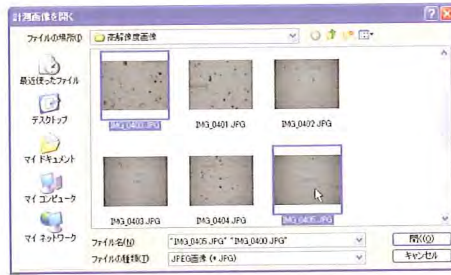 計測画像を開く
ファイルの場所(I)
高解像度画像
最近使ったファイル
デスクトップ
マイ ドキュメント
マイ コンピュータ
マイ ネットワーク
IMG_0400.JPG
IMG_0401.JPG
IMG_0402.JPG
IMG_0403.JPG
IMG_0404.JPG
IMG_0405.JPG
ファイル名(N)
"IMG_0405.JPG" "IMG_0400.JPG"
開く(O)
ファイルの種類(T)
JPEG画像 (*.JPG)
キャンセル